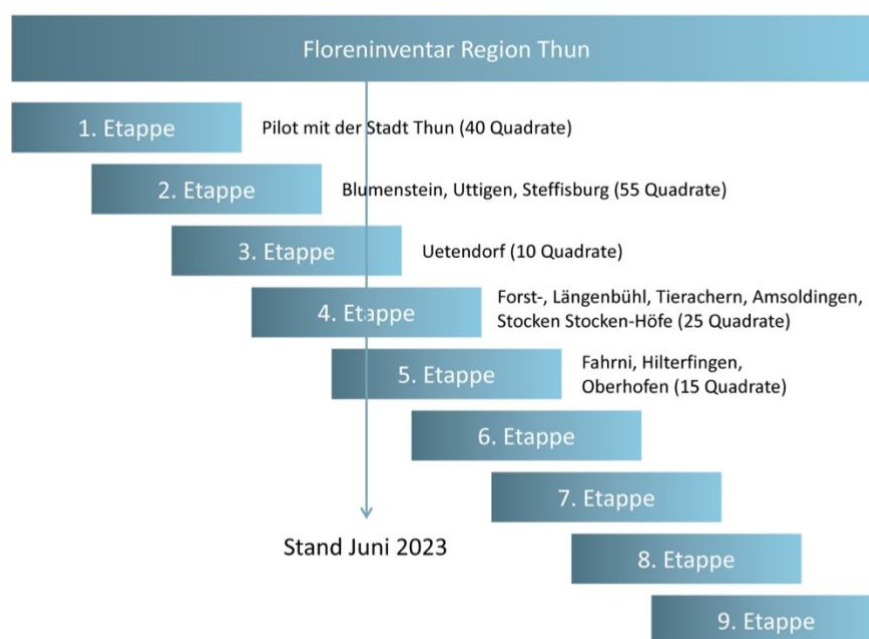 Floreninventar Region Thun
1. Etappe
Pilot mit der Stadt Thun (40 Quadrate)
2. Etappe
Blumenstein, Uttigen, Steffisburg (55 Quadrate)
3. Etappe
Uetendorf (10 Quadrate)
4. Etappe
Forst-, Längenbühl, Tierachern, Amsoldingen,
Stocken Stocken-Höfe (25 Quadrate)
5. Etappe
Fahrni, Hilterfingen,
Oberhofen (15 Quadrate)
6. Etappe
7. Etappe
Stand Juni 2023
8. Etappe
9. Etappe